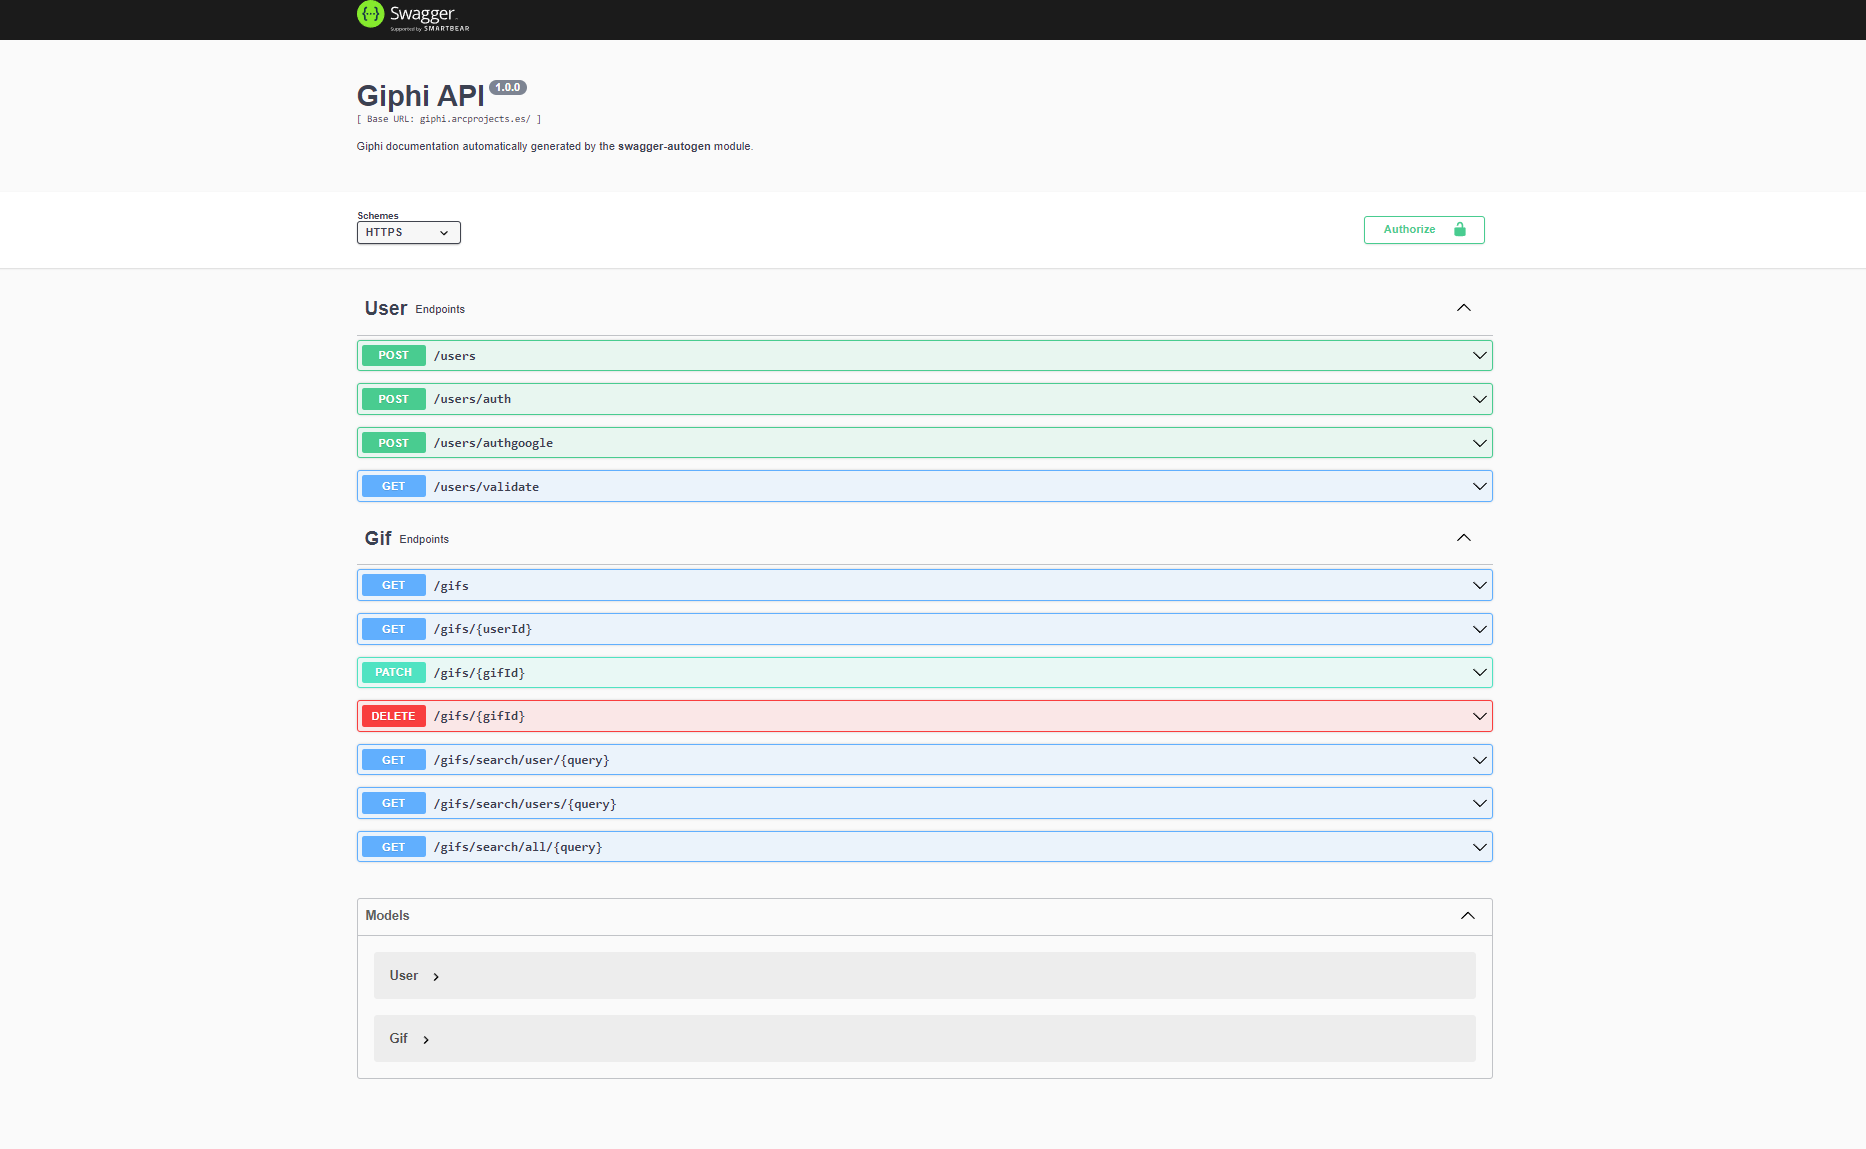 Swagger
Supported by SMARTBEAR
Giphi API 1.0.0
[ Base URL: giphi.arcprojects.es/ ]
Giphi documentation automatically generated by the swagger-autogen module.
Schemes
HTTPS
Authorize
User Endpoints
POST /users
POST /users/auth
POST /users/authgoogle
GET /users/validate
Gif Endpoints
GET /gifs
GET /gifs/{userId}
PATCH /gifs/{gifId}
DELETE /gifs/{gifId}
GET /gifs/search/user/{query}
GET /gifs/search/users/{query}
GET /gifs/search/all/{query}
Models
User
Gif